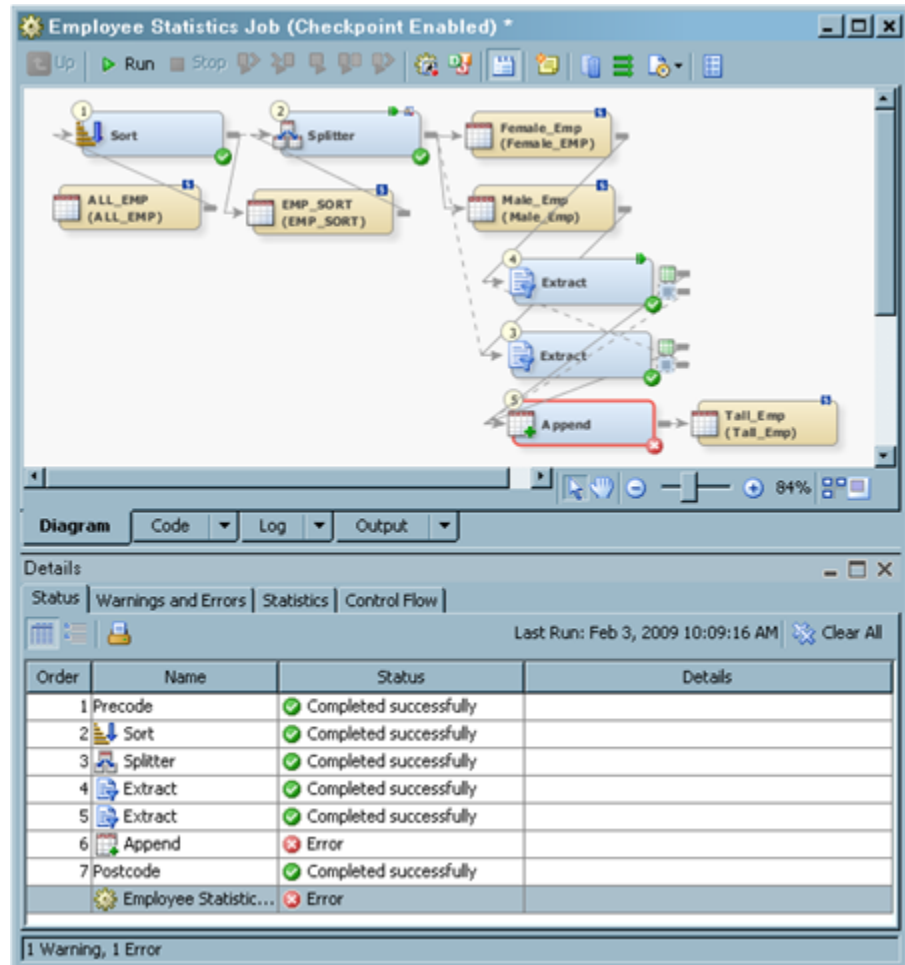 Employee Statistics Job (Checkpoint Enabled) *
Up Run Stop
1 Sort
2 Splitter
Female_Emp
(Female_EMP)
ALL_EMP
(ALL_EMP)
EMP_SORT
(EMP_SORT)
Male_Emp
(Male_Emp)
4 Extract
3 Extract
5 Append
Tall_Emp
(Tall_Emp)
84%
Diagram Code Log Output
Details
Status Warnings and Errors Statistics Control Flow
Last Run: Feb 3, 2009 10:09:16 AM Clear All
Order Name Status Details
1 Precode Completed successfully
2 Sort Completed successfully
3 Splitter Completed successfully
4 Extract Completed successfully
5 Extract Completed successfully
6 Append Error
7 Postcode Completed successfully
Employee Statistic... Error
1 Warning, 1 Error